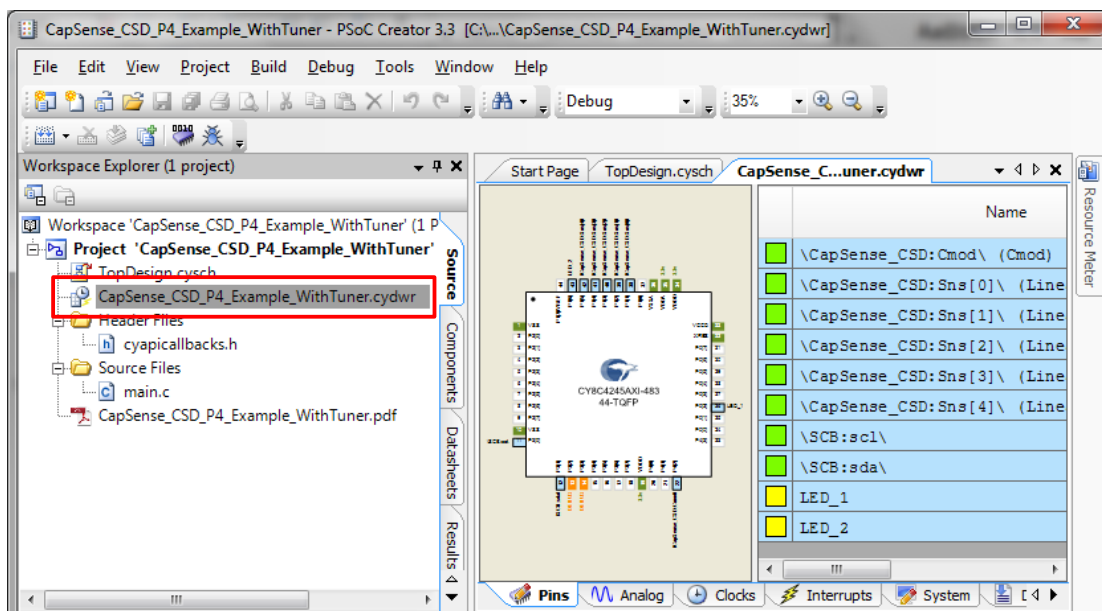 CapSense_CSD_P4_Example_WithTuner - PSoC Creator 3.3 [C:\...\CapSense_CSD_P4_Example_WithTuner.cydwr]
File Edit View Project Build Debug Tools Window Help
Debug 35%
Workspace Explorer (1 project)
Start Page TopDesign.cysch CapSense_C...uner.cydwr
Workspace 'CapSense_CSD_P4_Example_WithTuner' (1 P
Project 'CapSense_CSD_P4_Example_WithTuner'
TopDesign.cysch
CapSense_CSD_P4_Example_WithTuner.cydwr
Header Files
cyapicallbacks.h
Source Files
main.c
CapSense_CSD_P4_Example_WithTuner.pdf
Source
Components
Datasheets
Results
CY8C4245AXI-483
44-TQFP
Name
\CapSense_CSD:Cmod\ (Cmod)
\CapSense_CSD:Sns[0]\ (Line
\CapSense_CSD:Sns[1]\ (Line
\CapSense_CSD:Sns[2]\ (Line
\CapSense_CSD:Sns[3]\ (Line
\CapSense_CSD:Sns[4]\ (Line
\SCB:scl\
\SCB:sda\
LED_1
LED_2
Resource Meter
Pins Analog Clocks Interrupts System